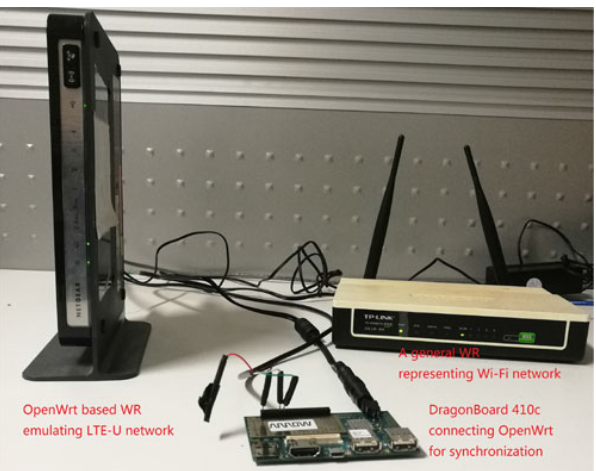 NETGEAR
TP-LINK
A general WR
representing Wi-Fi network
OpenWrt based WR
emulating LTE-U network
ARROW
DragonBoard 410c
connecting OpenWrt
for synchronization